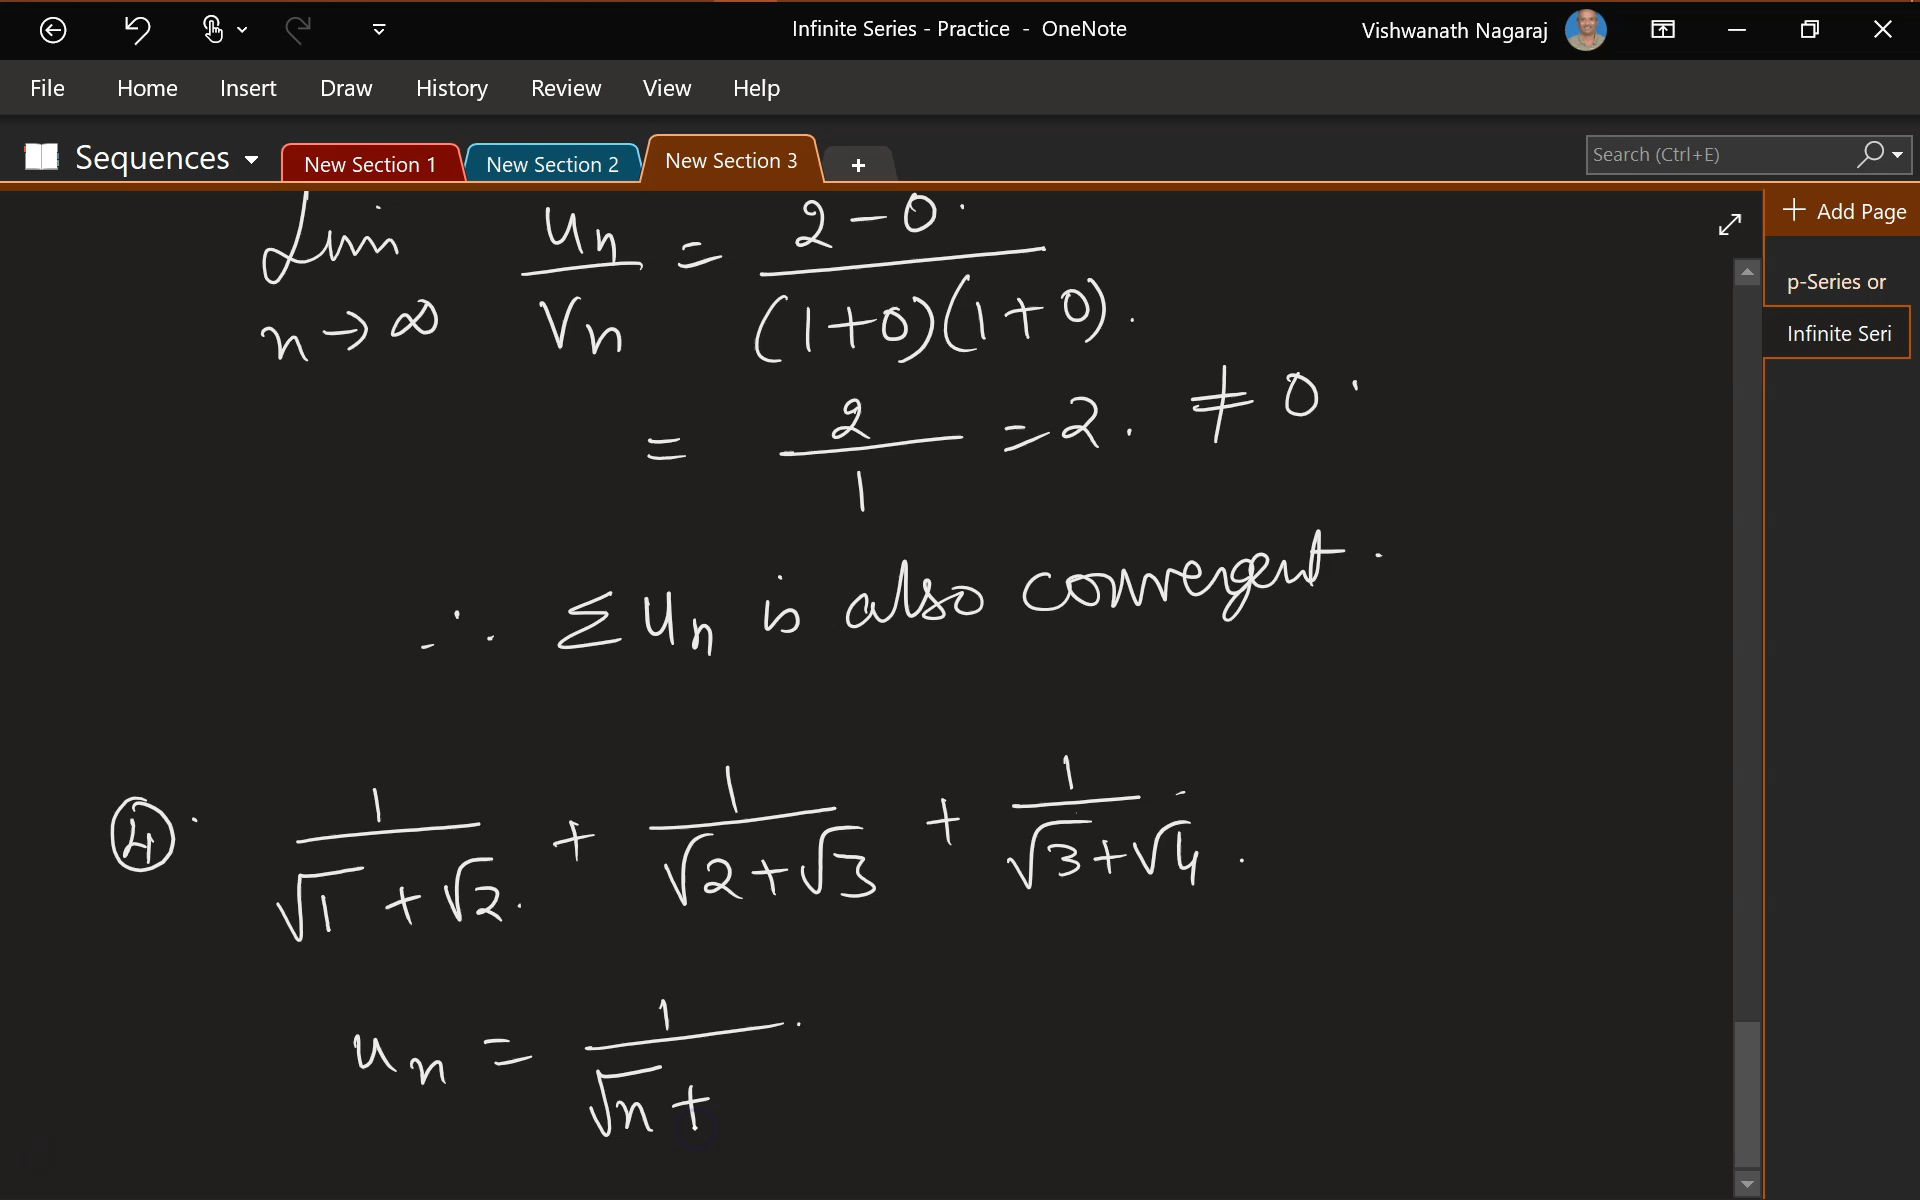 Infinite Series - Practice - OneNote
Vishwanath Nagaraj
File Home Insert Draw History Review View Help
Sequences New Section 1 New Section 2 New Section 3 +
Search (Ctrl+E)
+ Add Page
p-Series or
Infinite Seri
Lim n→∞ un/vn = (2-0)/((1+0)(1+0)).
= 2/1 = 2. ≠ 0.
∴ Σun is also convergent.
④. 1/(√1+√2) + 1/(√2+√3) + 1/(√3+√4).
un = 1/(√n+